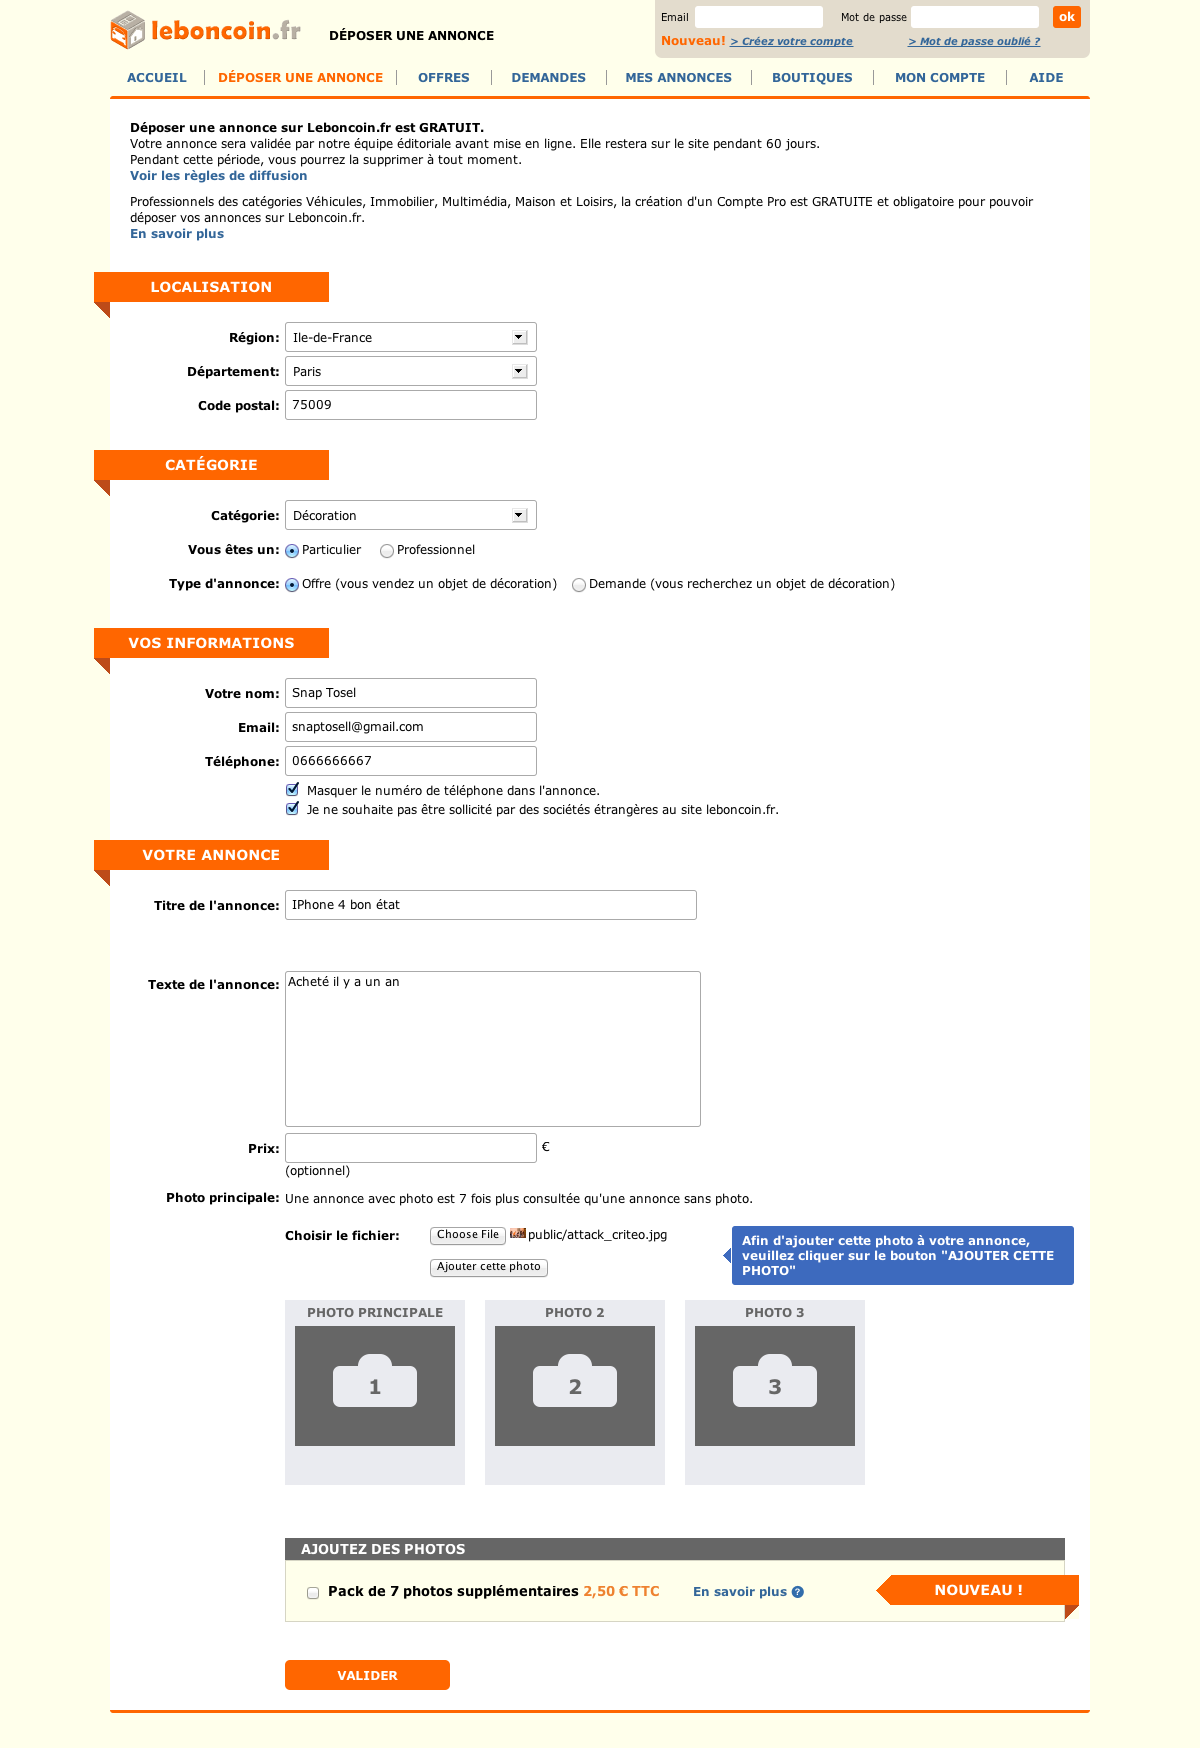 leboncoin.fr
DÉPOSER UNE ANNONCE
Email
Mot de passe
ok
Nouveau! > Créez votre compte
> Mot de passe oublié ?
ACCUEIL
DÉPOSER UNE ANNONCE
OFFRES
DEMANDES
MES ANNONCES
BOUTIQUES
MON COMPTE
AIDE
Déposer une annonce sur Leboncoin.fr est GRATUIT.
Votre annonce sera validée par notre équipe éditoriale avant mise en ligne. Elle restera sur le site pendant 60 jours.
Pendant cette période, vous pourrez la supprimer à tout moment.
Voir les règles de diffusion
Professionnels des catégories Véhicules, Immobilier, Multimédia, Maison et Loisirs, la création d'un Compte Pro est GRATUITE et obligatoire pour pouvoir
déposer vos annonces sur Leboncoin.fr.
En savoir plus
LOCALISATION
Région: Ile-de-France
Département: Paris
Code postal: 75009
CATÉGORIE
Catégorie: Décoration
Vous êtes un: Particulier Professionnel
Type d'annonce: Offre (vous vendez un objet de décoration) Demande (vous recherchez un objet de décoration)
VOS INFORMATIONS
Votre nom: Snap Tosel
Email: snaptosell@gmail.com
Téléphone: 0666666667
Masquer le numéro de téléphone dans l'annonce.
Je ne souhaite pas être sollicité par des sociétés étrangères au site leboncoin.fr.
VOTRE ANNONCE
Titre de l'annonce: IPhone 4 bon état
Texte de l'annonce: Acheté il y a un an
Prix: €
(optionnel)
Photo principale: Une annonce avec photo est 7 fois plus consultée qu'une annonce sans photo.
Choisir le fichier: Choose File public/attack_criteo.jpg
Ajouter cette photo
Afin d'ajouter cette photo à votre annonce,
veuillez cliquer sur le bouton "AJOUTER CETTE
PHOTO"
PHOTO PRINCIPALE
1
PHOTO 2
2
PHOTO 3
3
AJOUTEZ DES PHOTOS
Pack de 7 photos supplémentaires 2,50 € TTC
En savoir plus ?
NOUVEAU !
VALIDER